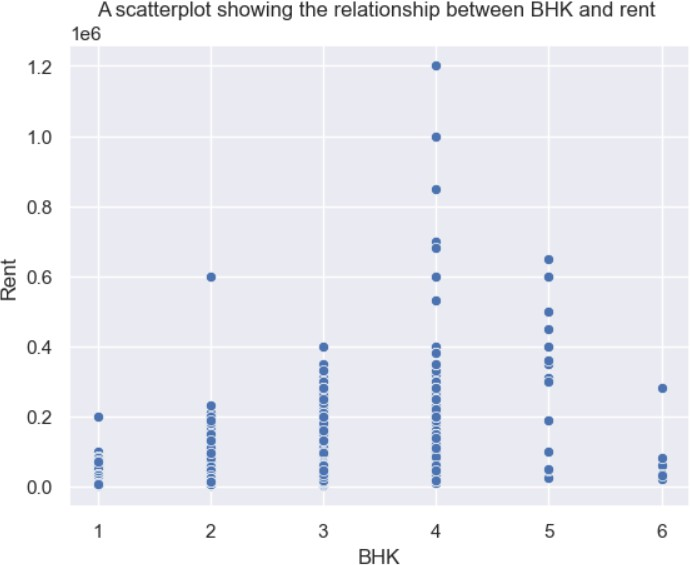 A scatterplot showing the relationship between BHK and rent
1e6
1.2
1.0
0.8
0.6
0.4
0.2
0.0
Rent
1 2 3 4 5 6
BHK